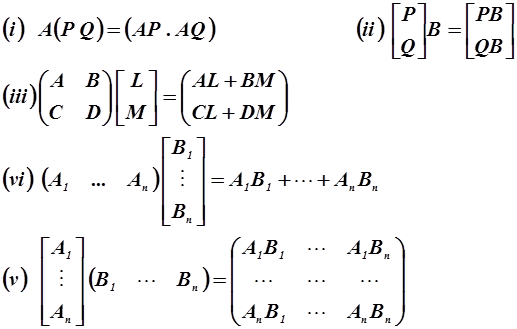 (i) A(P Q)=(AP . AQ) (ii) [P; Q] B = [PB; QB]
(iii) (A B; C D) [L; M] = (AL + BM; CL + DM)
(vi) (A₁ ... Aₙ) [B₁; ⋮; Bₙ] = A₁B₁ + ⋯ + AₙBₙ
(v) [A₁; ⋮; Aₙ] (B₁ ⋯ Bₙ) = (A₁B₁ ⋯ A₁Bₙ; ⋯ ⋯ ⋯; AₙB₁ ⋯ AₙBₙ)